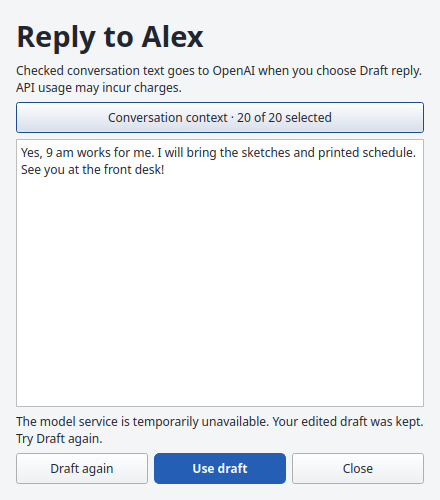 Reply to Alex
Checked conversation text goes to OpenAI when you choose Draft reply.
API usage may incur charges.
Conversation context · 20 of 20 selected
Yes, 9 am works for me. I will bring the sketches and printed schedule.
See you at the front desk!
The model service is temporarily unavailable. Your edited draft was kept.
Try Draft again.
Draft again
Use draft
Close